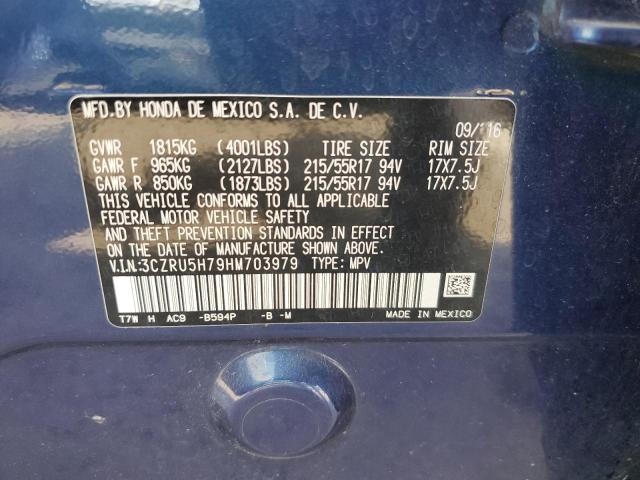 MFD.BY HONDA DE MEXICO S.A. DE C.V.
09/16
GVWR 1815KG (4001LBS) TIRE SIZE RIM SIZE
GAWR F 965KG (2127LBS) 215/55R17 94V 17X7.5J
GAWR R 850KG (1873LBS) 215/55R17 94V 17X7.5J
THIS VEHICLE CONFORMS TO ALL APPLICABLE
FEDERAL MOTOR VEHICLE SAFETY
AND THEFT PREVENTION STANDARDS IN EFFECT
ON THE DATE OF MANUFACTURE SHOWN ABOVE.
V.I.N:3CZRU5H79HM703979 TYPE: MPV
T7W H AC9 -B594P -B -M MADE IN MEXICO